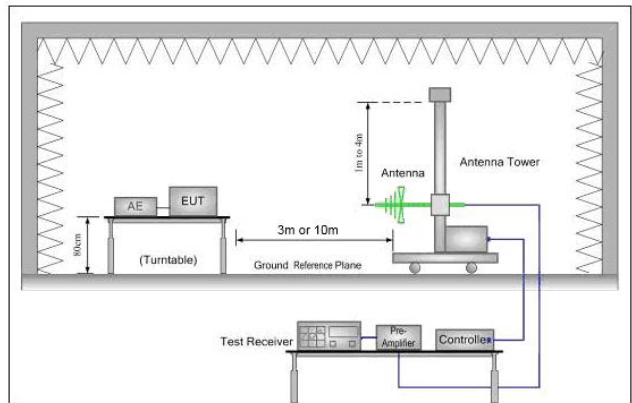 1m to 4m
Antenna
Antenna Tower
AE
EUT
3m or 10m
80cm
(Turntable)
Ground Reference Plane
Test Receiver
Pre-
Amplifier
Controlle